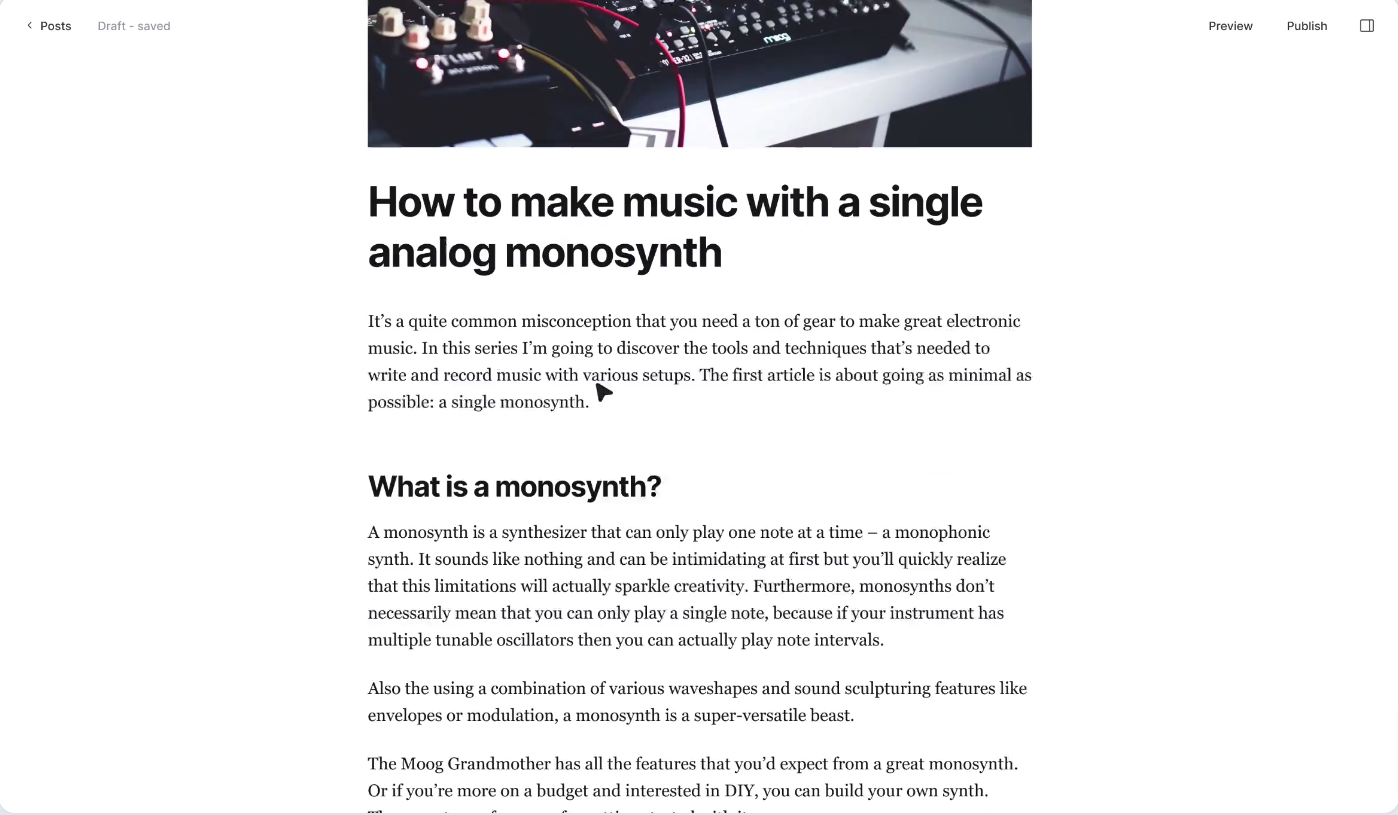 Posts
Draft - saved
Preview
Publish
moog
How to make music with a single
analog monosynth
It’s a quite common misconception that you need a ton of gear to make great electronic
music. In this series I’m going to discover the tools and techniques that’s needed to
write and record music with various setups. The first article is about going as minimal as
possible: a single monosynth.
What is a monosynth?
A monosynth is a synthesizer that can only play one note at a time – a monophonic
synth. It sounds like nothing and can be intimidating at first but you’ll quickly realize
that this limitations will actually sparkle creativity. Furthermore, monosynths don’t
necessarily mean that you can only play a single note, because if your instrument has
multiple tunable oscillators then you can actually play note intervals.
Also the using a combination of various waveshapes and sound sculpturing features like
envelopes or modulation, a monosynth is a super-versatile beast.
The Moog Grandmother has all the features that you’d expect from a great monosynth.
Or if you’re more on a budget and interested in DIY, you can build your own synth.